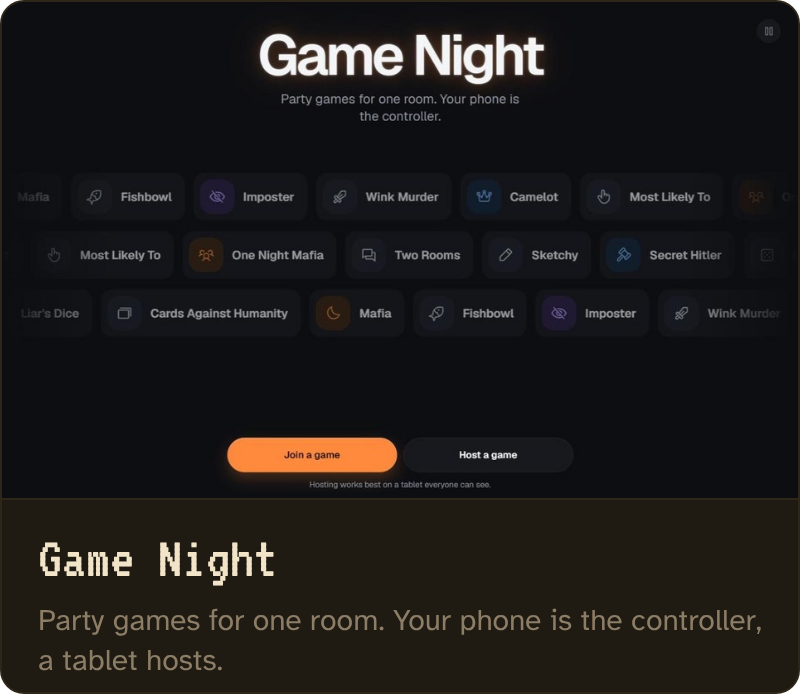 Game Night
Party games for one room. Your phone is
the controller.
Mafia Fishbowl Imposter Wink Murder Camelot Most Likely To
Most Likely To One Night Mafia Two Rooms Sketchy Secret Hitler
Liar's Dice Cards Against Humanity Mafia Fishbowl Imposter Wink Murder
Join a game Host a game
Hosting works best on a tablet everyone can see.
Game Night
Party games for one room. Your phone is the controller,
a tablet hosts.